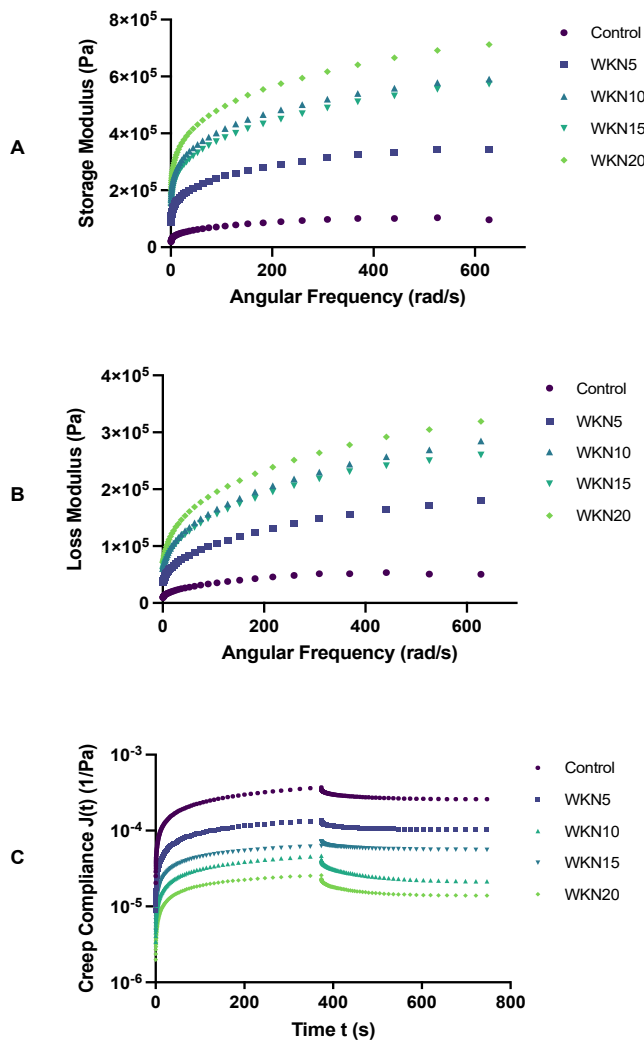 A
Storage Modulus (Pa)
8×10⁵
6×10⁵
4×10⁵
2×10⁵
0
0 200 400 600
Angular Frequency (rad/s)
Control
WKN5
WKN10
WKN15
WKN20
B
Loss Modulus (Pa)
4×10⁵
3×10⁵
2×10⁵
1×10⁵
0
0 200 400 600
Angular Frequency (rad/s)
Control
WKN5
WKN10
WKN15
WKN20
C
Creep Compliance J(t) (1/Pa)
10⁻³
10⁻⁴
10⁻⁵
10⁻⁶
0 200 400 600 800
Time t (s)
Control
WKN5
WKN10
WKN15
WKN20